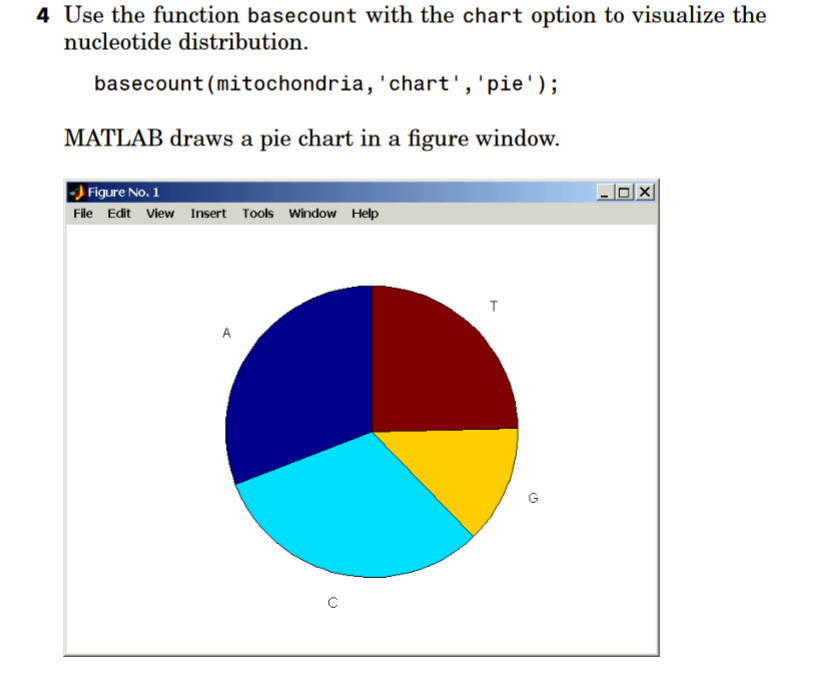 4 Use the function basecount with the chart option to visualize the
nucleotide distribution.
basecount(mitochondria,'chart','pie');
MATLAB draws a pie chart in a figure window.
Figure No. 1
File Edit View Insert Tools Window Help
T
A
G
C